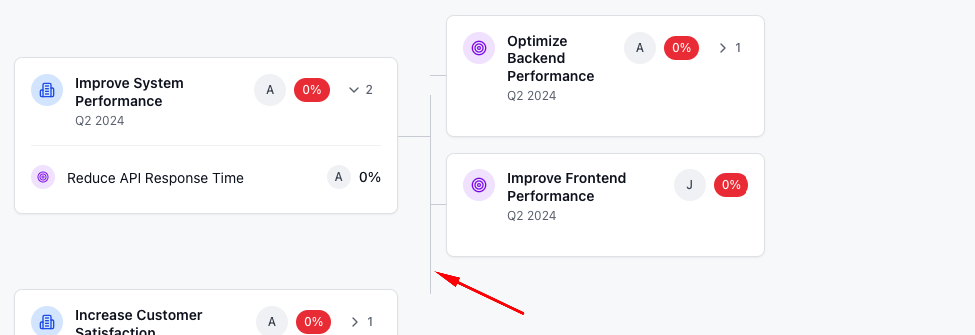 Improve System
Performance
Q2 2024
A
0%
2
Reduce API Response Time
A
0%
Increase Customer
Satisfaction
A
0%
1
Optimize
Backend
Performance
Q2 2024
A
0%
1
Improve Frontend
Performance
Q2 2024
J
0%